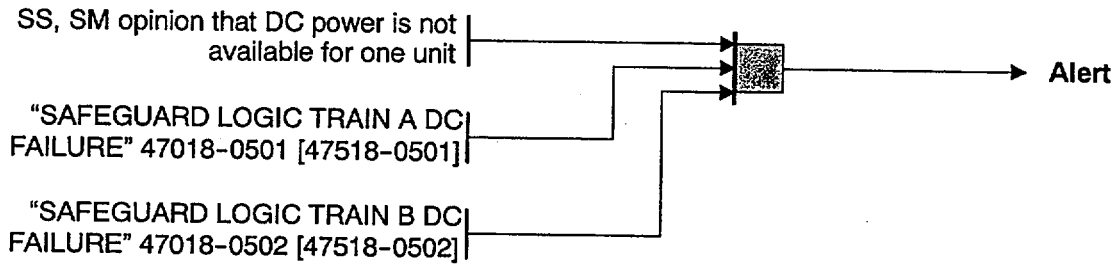 SS, SM opinion that DC power is not
available for one unit
Alert
"SAFEGUARD LOGIC TRAIN A DC
FAILURE" 47018-0501 [47518-0501]
"SAFEGUARD LOGIC TRAIN B DC
FAILURE" 47018-0502 [47518-0502]